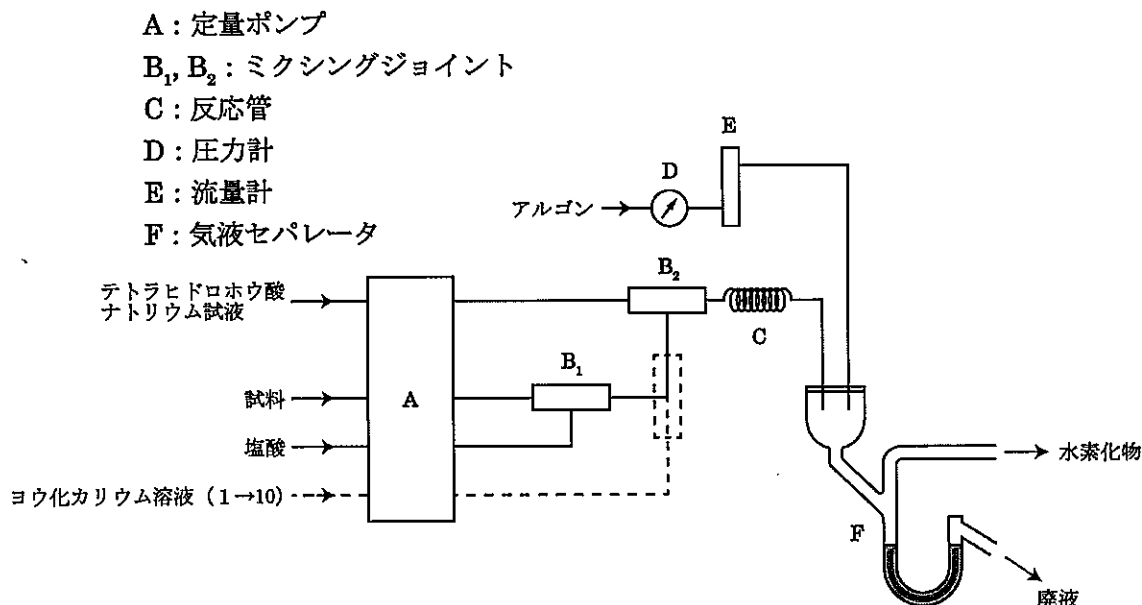 A：定量ポンプ
B₁, B₂：ミクシングジョイント
C：反応管
D：圧力計
E：流量計
F：気液セパレータ
E
D
アルゴン
B₂
テトラヒドロホウ酸
ナトリウム試液
C
B₁
試料
A
塩酸
水素化物
ヨウ化カリウム溶液（1→10）
F
廃液